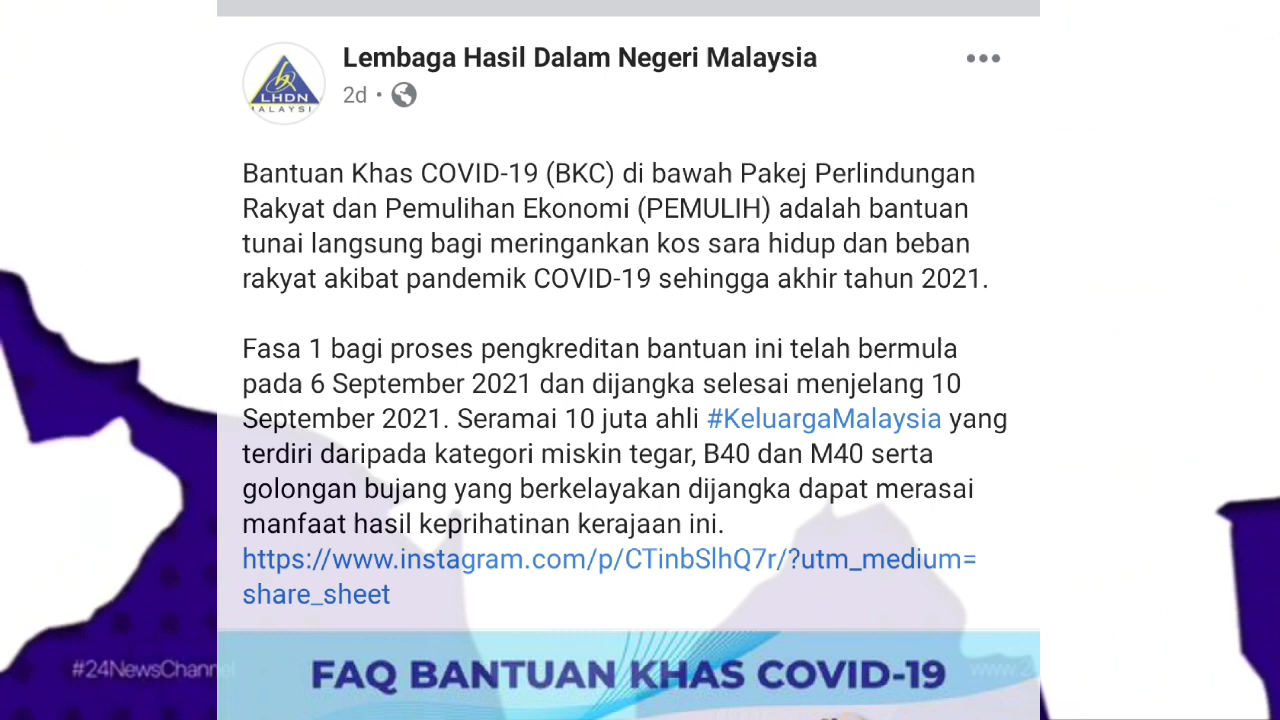 Lembaga Hasil Dalam Negeri Malaysia
2d •
LHDN
MALAYSI
Bantuan Khas COVID-19 (BKC) di bawah Pakej Perlindungan
Rakyat dan Pemulihan Ekonomi (PEMULIH) adalah bantuan
tunai langsung bagi meringankan kos sara hidup dan beban
rakyat akibat pandemik COVID-19 sehingga akhir tahun 2021.
Fasa 1 bagi proses pengkreditan bantuan ini telah bermula
pada 6 September 2021 dan dijangka selesai menjelang 10
September 2021. Seramai 10 juta ahli #KeluargaMalaysia yang
terdiri daripada kategori miskin tegar, B40 dan M40 serta
golongan bujang yang berkelayakan dijangka dapat merasai
manfaat hasil keprihatinan kerajaan ini.
https://www.instagram.com/p/CTinbSlhQ7r/?utm_medium=
share_sheet
#24NewsChannel
FAQ BANTUAN KHAS COVID-19